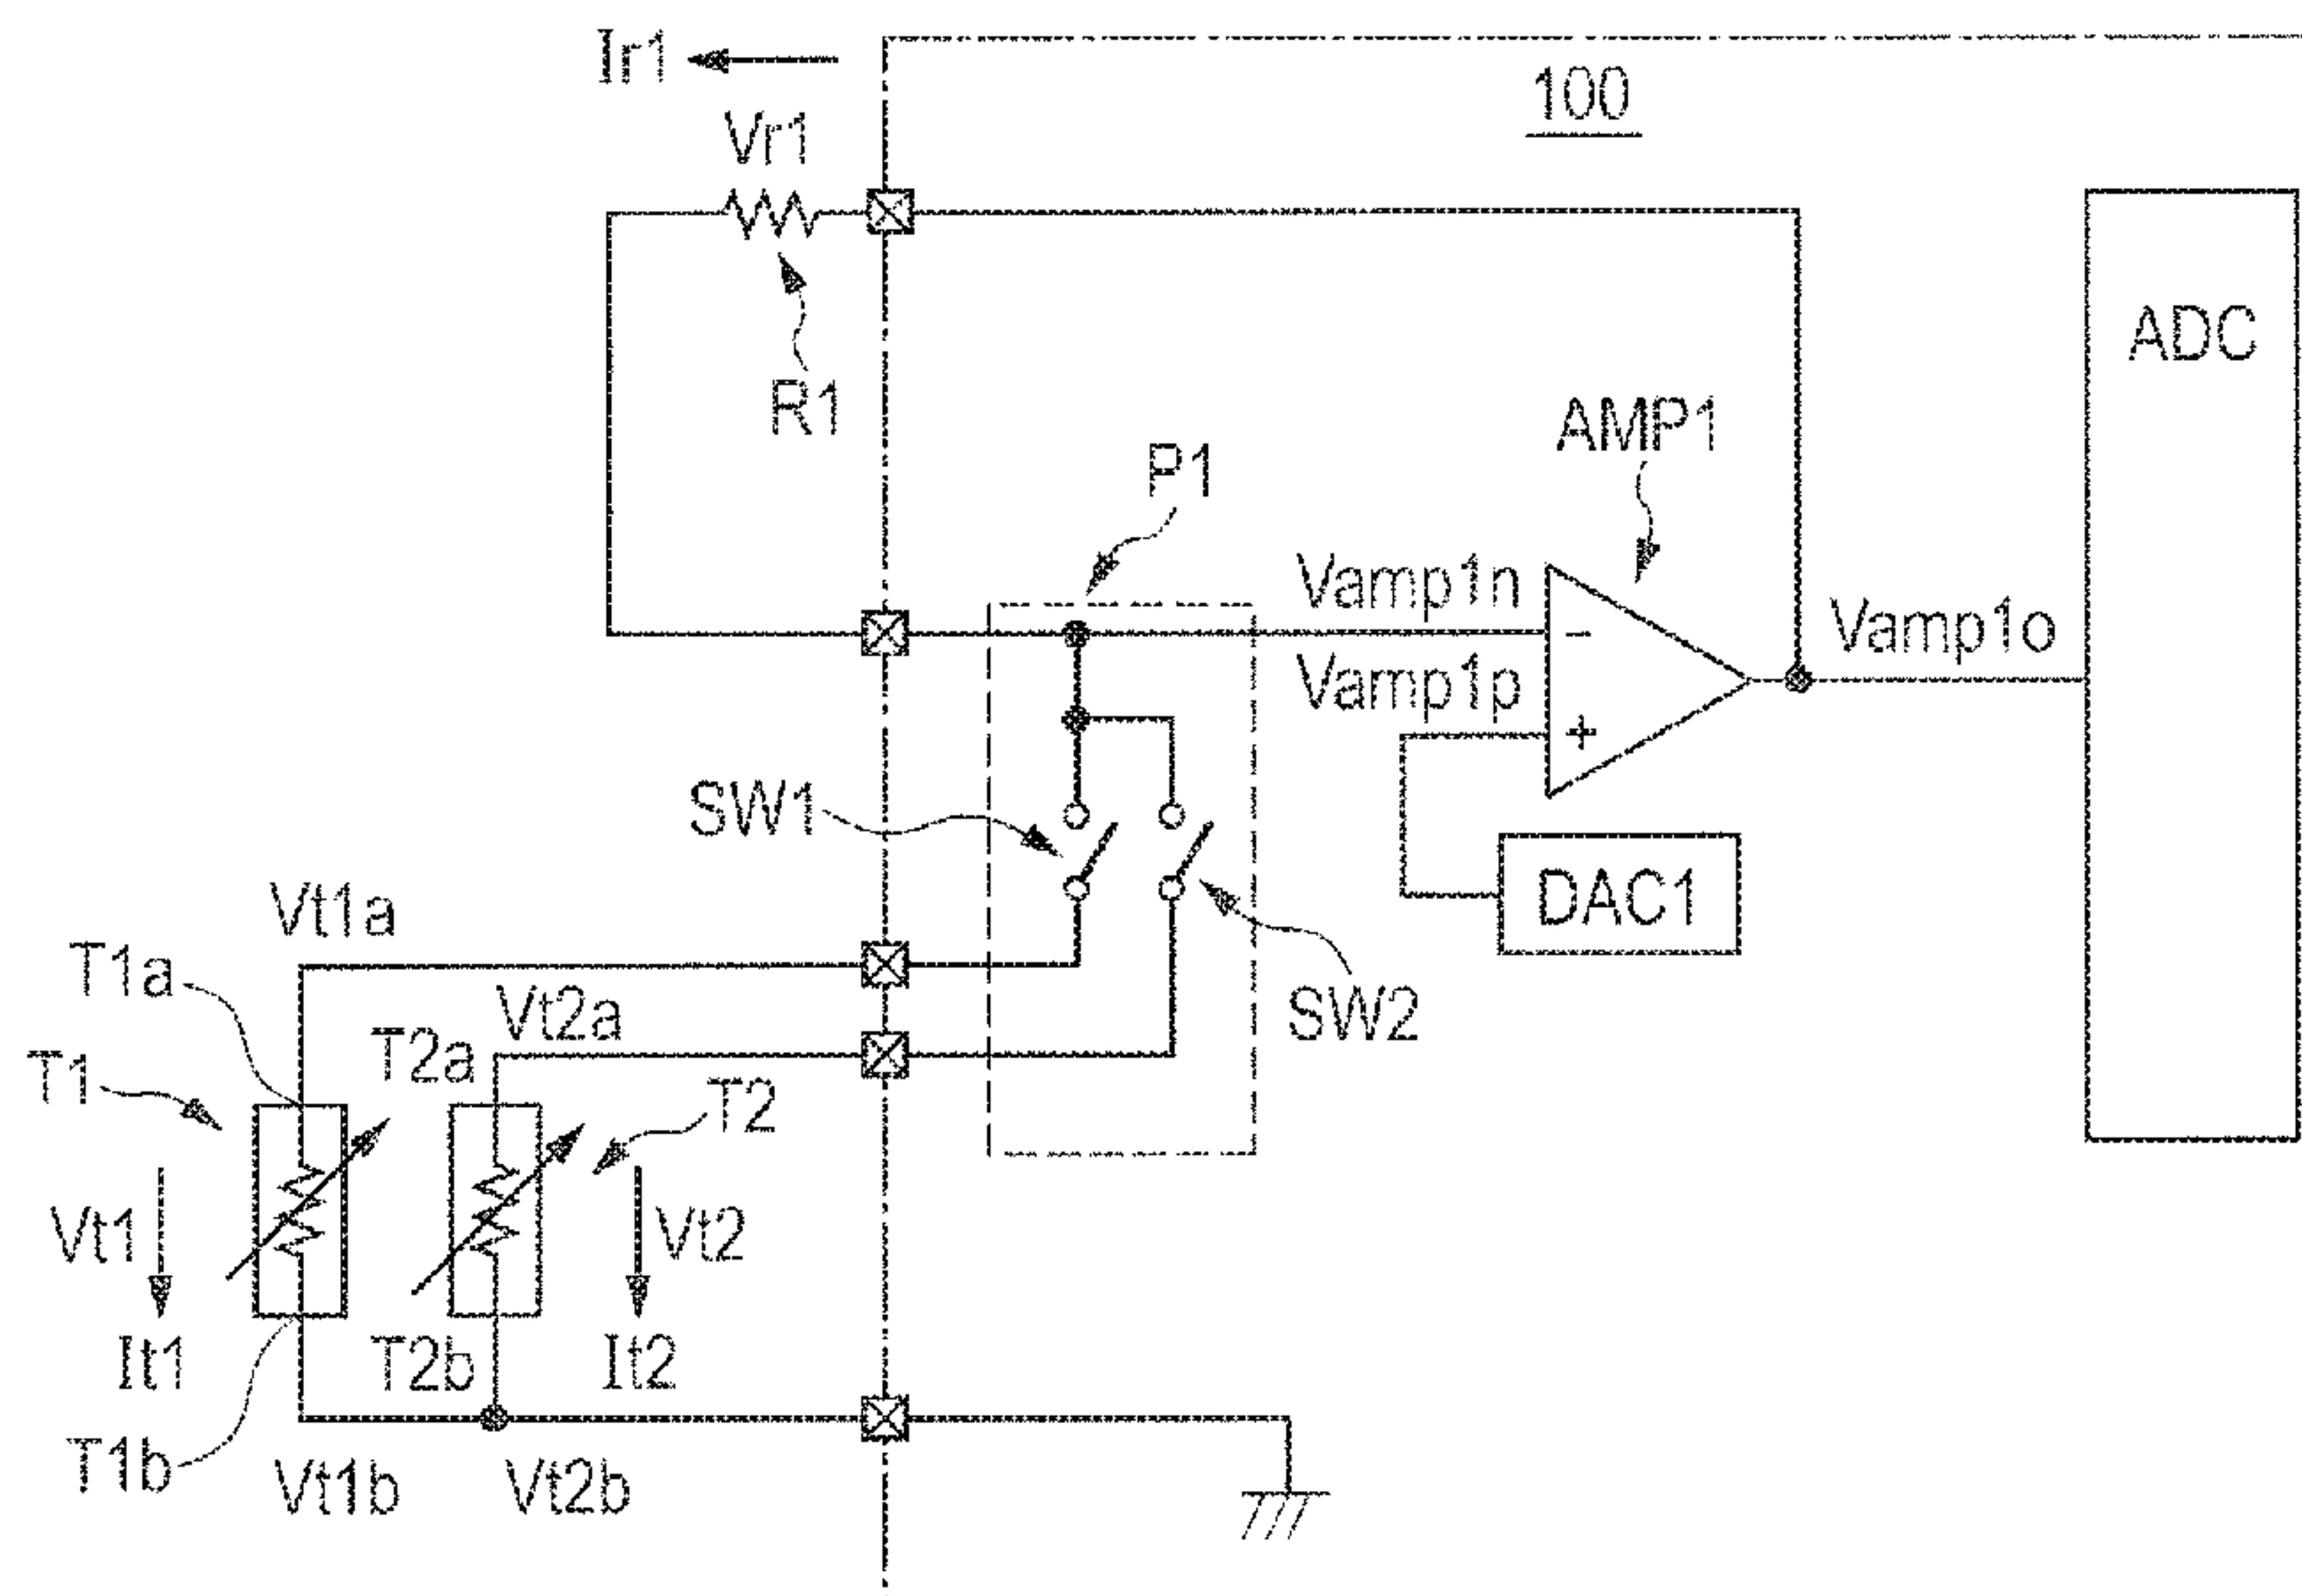 Ir1
100
Vr1
ADC
R1
AMP1
P1
Vamp1n
Vamp1o
Vamp1p
−
+
SW1
DAC1
Vt1a
T1a
Vt2a
SW2
T2a
T1
T2
Vt1
Vt2
It1
T2b
It2
T1b
Vt1b
Vt2b